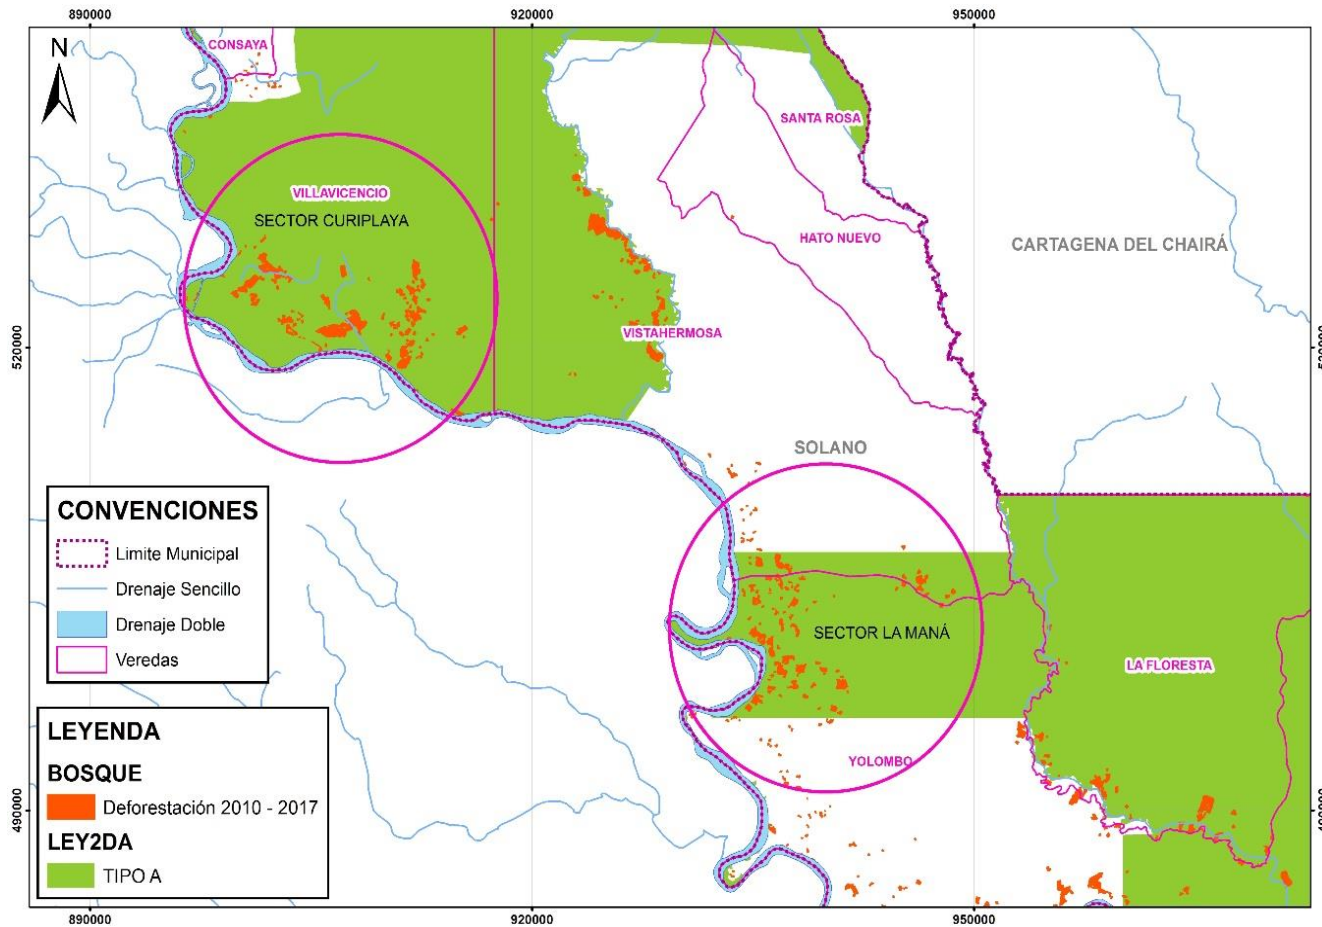 890000
920000
950000
N
CONSAYA
SANTA ROSA
VILLAVICENCIO
SECTOR CURIPLAYA
HATO NUEVO
CARTAGENA DEL CHAIRÁ
520000
VISTAHERMOSA
520000
SOLANO
CONVENCIONES
Limite Municipal
Drenaje Sencillo
Drenaje Doble
Veredas
SECTOR LA MANÁ
LA FLORESTA
YOLOMBO
LEYENDA
BOSQUE
Deforestación 2010 - 2017
LEY2DA
TIPO A
490000
490000
890000
920000
950000